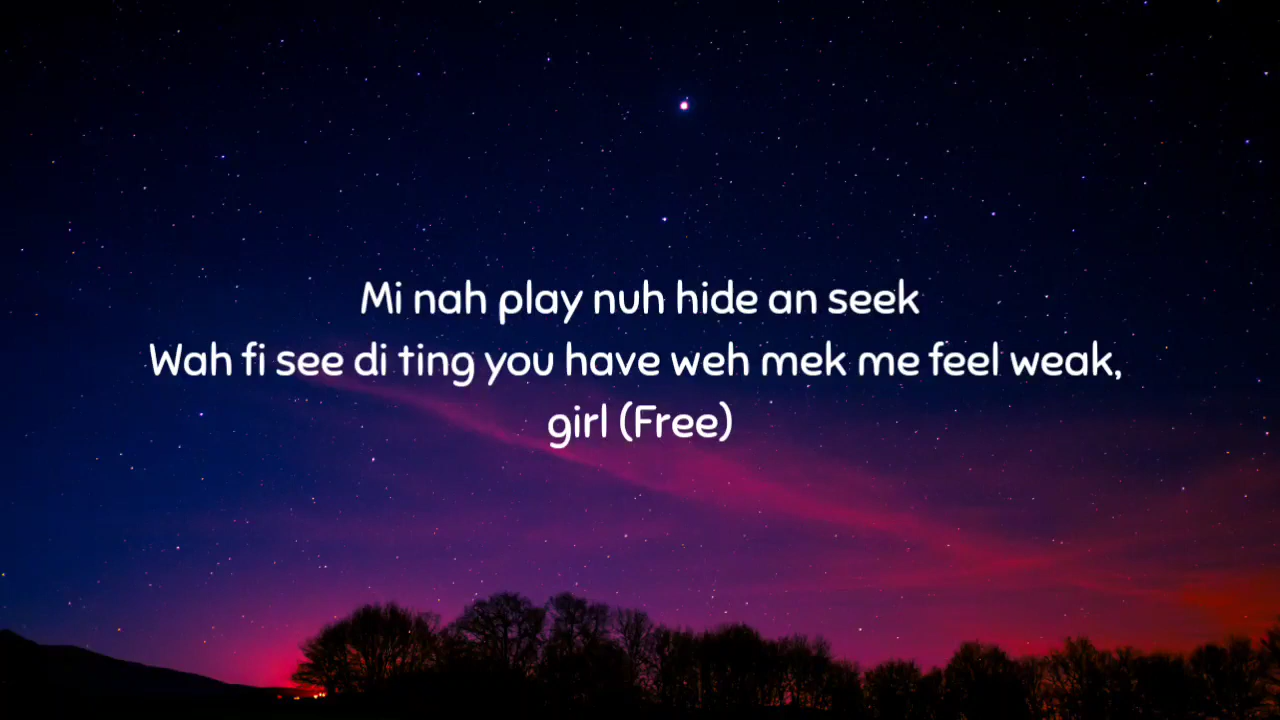 Mi nah play nuh hide an seek
Wah fi see di ting you have weh mek me feel weak,
girl (Free)